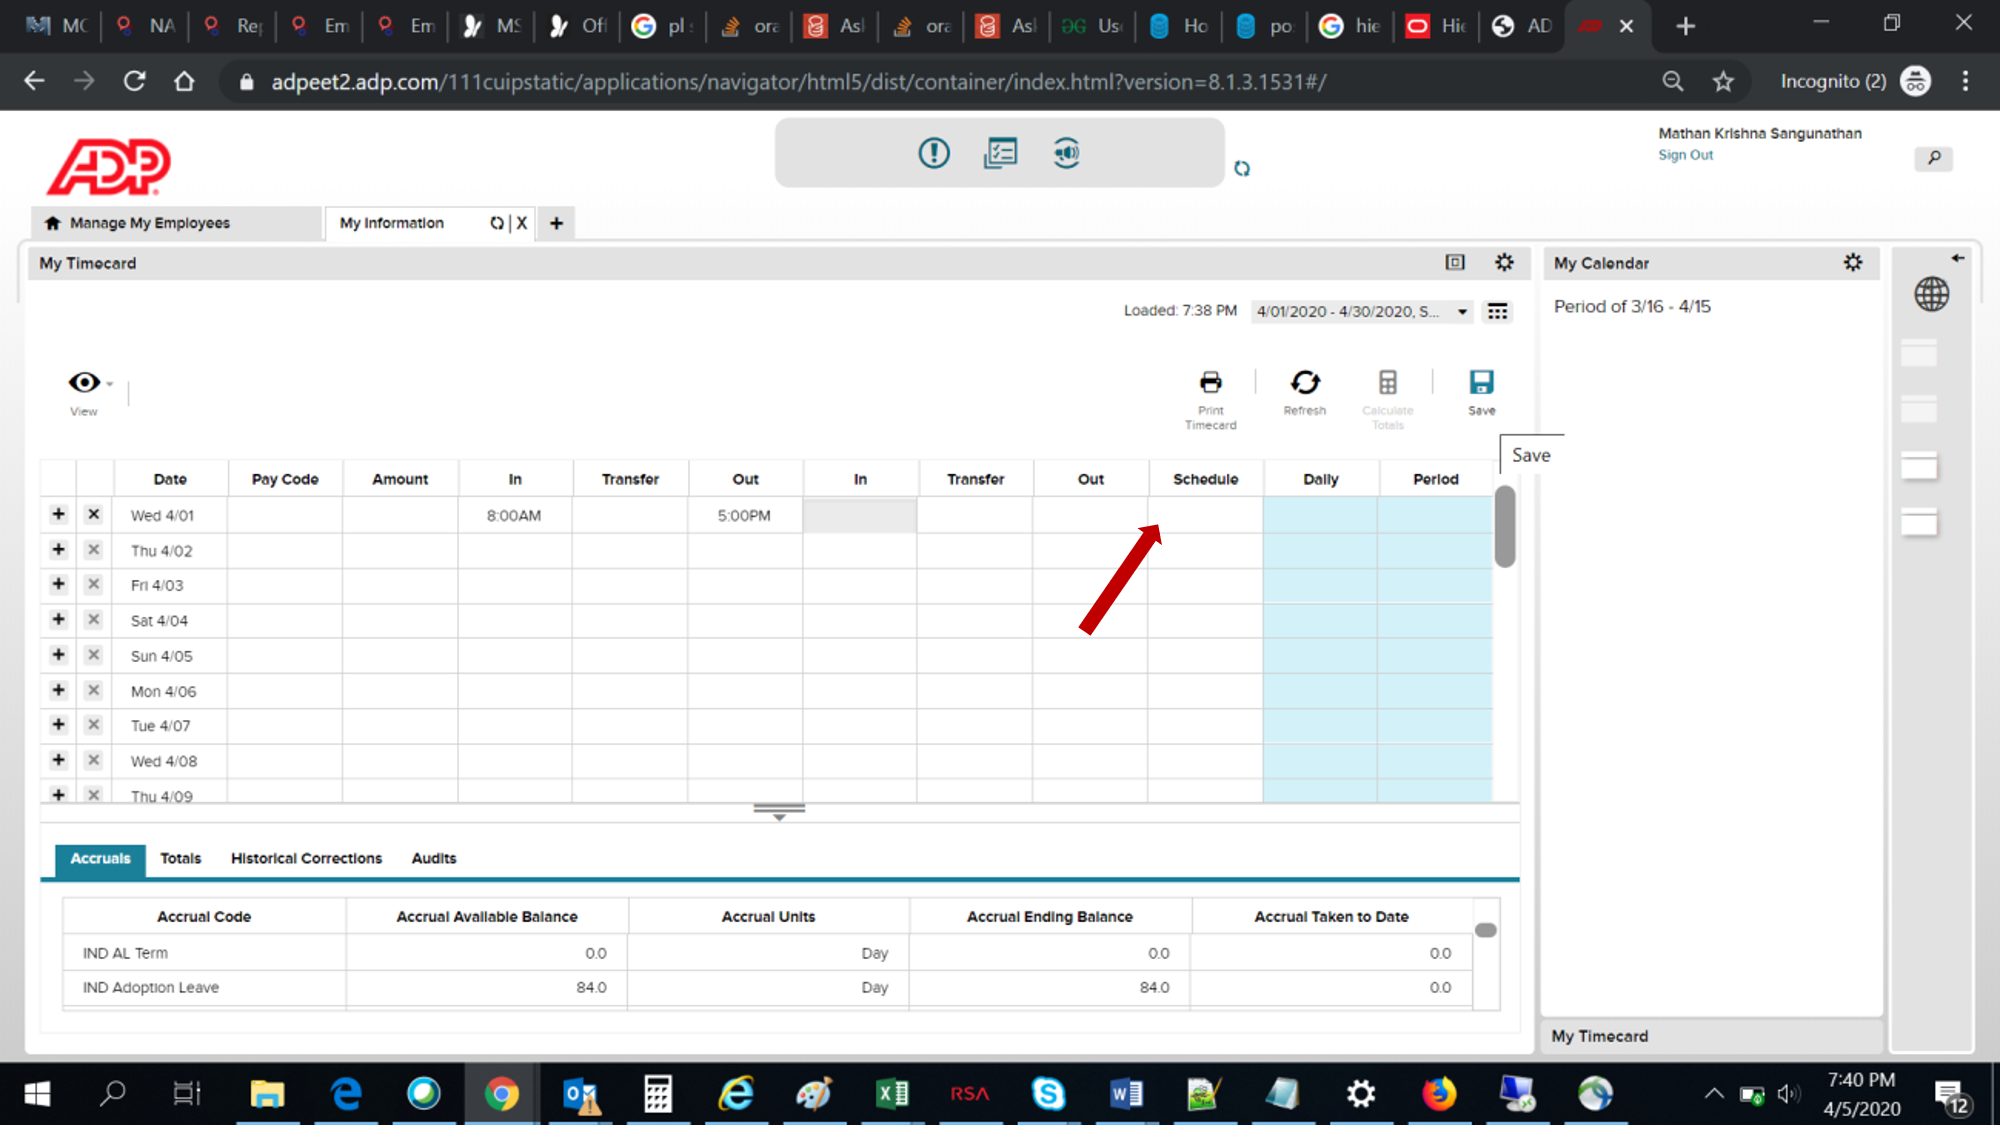 MC NA Rep Em Em MS Off pl s ora Ask ora Ask Use Ho po hie Hie AD
adpeet2.adp.com/111cuipstatic/applications/navigator/html5/dist/container/index.html?version=8.1.3.1531#/
Incognito (2)
ADP
Mathan Krishna Sangunathan
Sign Out
Manage My Employees
My Information
X
My Timecard
My Calendar
Loaded: 7:38 PM
4/01/2020 - 4/30/2020, S...
Period of 3/16 - 4/15
View
Print Timecard
Refresh
Calculate Totals
Save
Save
Date Pay Code Amount In Transfer Out In Transfer Out Schedule Daily Period
Wed 4/01 8:00AM 5:00PM
Thu 4/02
Fri 4/03
Sat 4/04
Sun 4/05
Mon 4/06
Tue 4/07
Wed 4/08
Thu 4/09
Accruals Totals Historical Corrections Audits
Accrual Code Accrual Available Balance Accrual Units Accrual Ending Balance Accrual Taken to Date
IND AL Term 0.0 Day 0.0 0.0
IND Adoption Leave 84.0 Day 84.0 0.0
My Timecard
RSA
7:40 PM
4/5/2020
12